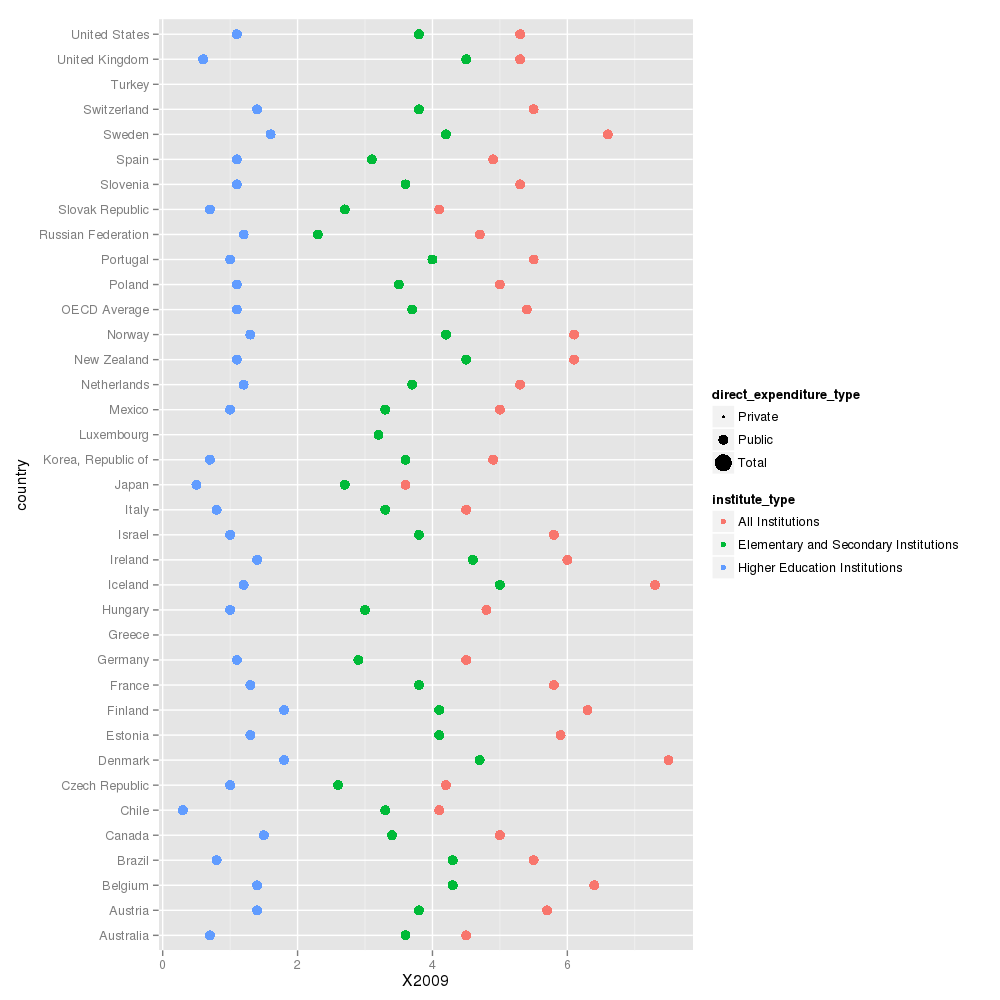 United States
United Kingdom
Turkey
Switzerland
Sweden
Spain
Slovenia
Slovak Republic
Russian Federation
Portugal
Poland
OECD Average
Norway
New Zealand
Netherlands
Mexico
Luxembourg
Korea, Republic of
Japan
Italy
Israel
Ireland
Iceland
Hungary
Greece
Germany
France
Finland
Estonia
Denmark
Czech Republic
Chile
Canada
Brazil
Belgium
Austria
Australia
country
0 2 4 6
X2009
direct_expenditure_type
Private
Public
Total
institute_type
All Institutions
Elementary and Secondary Institutions
Higher Education Institutions